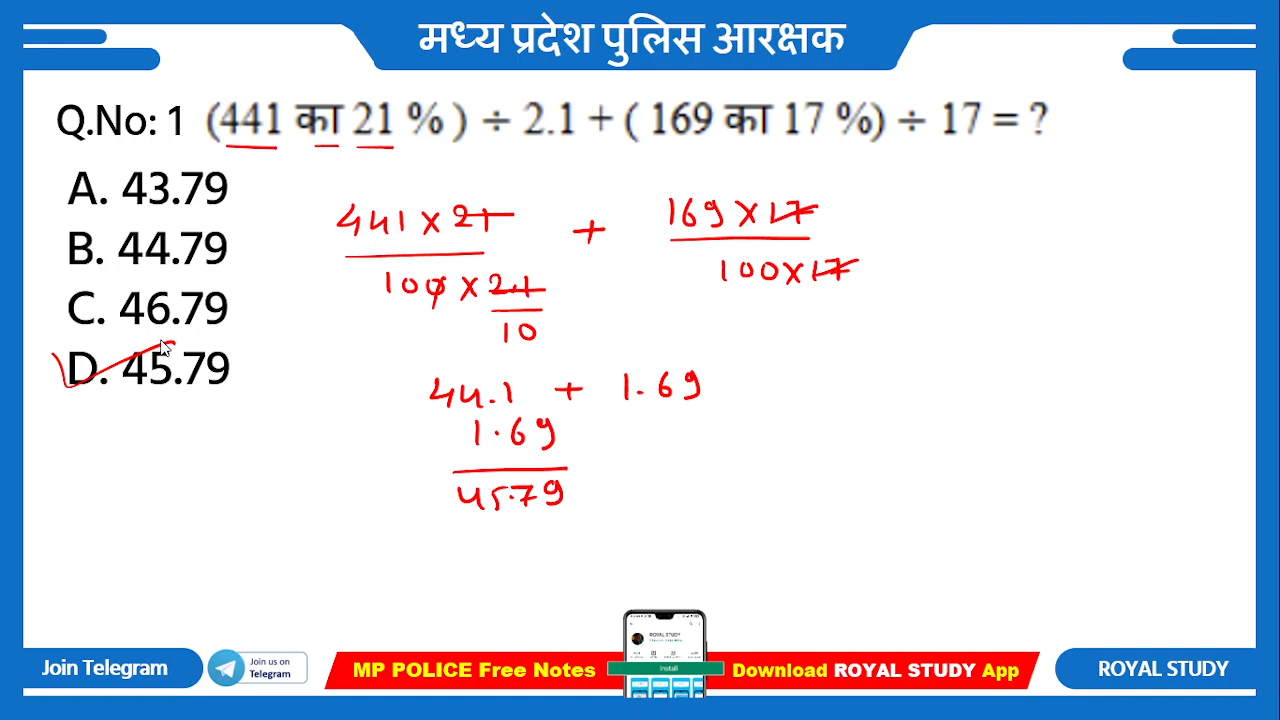 मध्य प्रदेश पुलिस आरक्षक
Q.No: 1 (441 का 21 %) ÷ 2.1 + ( 169 का 17 %) ÷ 17 = ?
A. 43.79
B. 44.79
C. 46.79
D. 45.79
441 × 21 + 169 × 17
100 × 21 100 × 17
10
44.1 + 1.69
1.69
45.79
ROYAL STUDY
Install
Join Telegram
Join us on
Telegram
MP POLICE Free Notes
Download ROYAL STUDY App
ROYAL STUDY